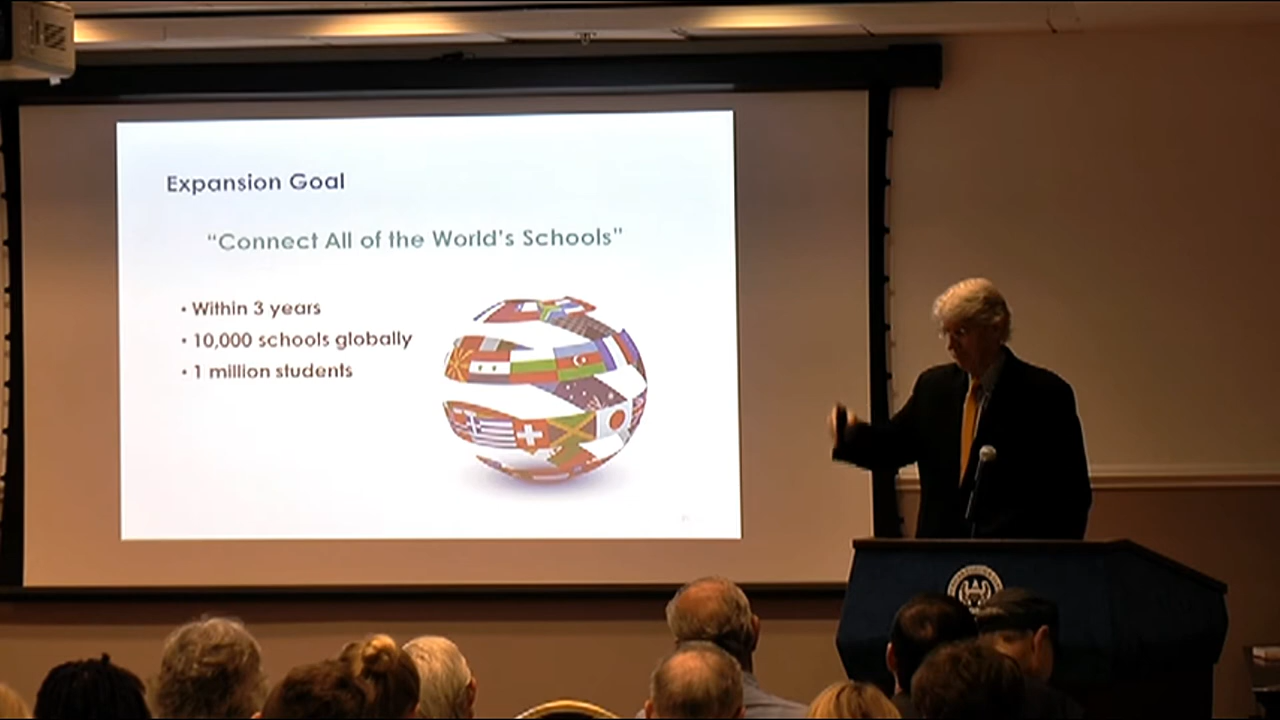 Expansion Goal
“Connect All of the World’s Schools”
• Within 3 years
• 10,000 schools globally
• 1 million students